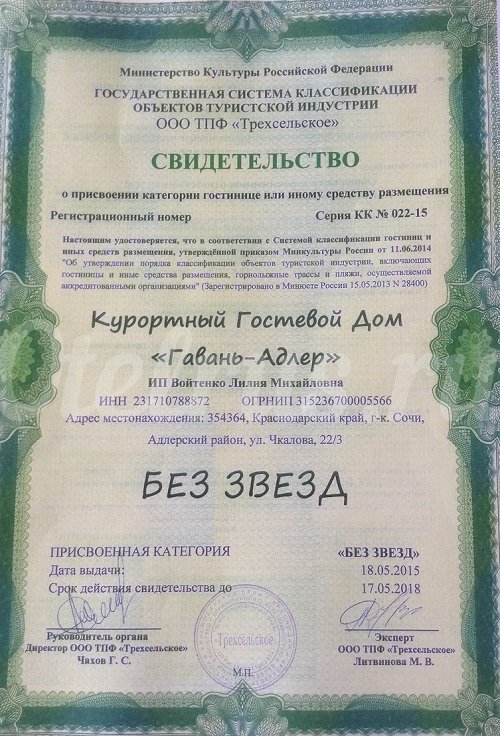 Министерство Культуры Российской Федерации
ГОСУДАРСТВЕННАЯ СИСТЕМА КЛАССИФИКАЦИИ
ОБЪЕКТОВ ТУРИСТСКОЙ ИНДУСТРИИ
ООО ТПФ «Трехсельское»
СВИДЕТЕЛЬСТВО
о присвоении категории гостинице или иному средству размещения
Регистрационный номер Серия КК № 022-15
Настоящим удостоверяется, что в соответствии с Системой классификации гостиниц и
иных средств размещения, утверждённой приказом Минкультуры России от 11.06.2014
"Об утверждении порядка классификации объектов туристской индустрии, включающих
гостиницы и иные средства размещения, горнолыжные трассы и пляжи, осуществляемой
аккредитованными организациями" (Зарегистрировано в Минюсте России 15.05.2013 N 28400)
Курортный Гостевой Дом
«Гавань-Адлер»
ИП Войтенко Лилия Михайловна
ИНН 231710788872 ОГРНИП 315236700005566
Адрес местонахождения: 354364, Краснодарский край, г-к. Сочи,
Адлерский район, ул. Чкалова, 22/3
БЕЗ ЗВЕЗД
ПРИСВОЕННАЯ КАТЕГОРИЯ «БЕЗ ЗВЕЗД»
Дата выдачи: 18.05.2015
Срок действия свидетельства до 17.05.2018
Руководитель органа Эксперт
Директор ООО ТПФ «Трехсельское» ООО ТПФ «Трехсельское»
Чахов Г. С. Литвинова М. В.
Трехсельское
М.П.